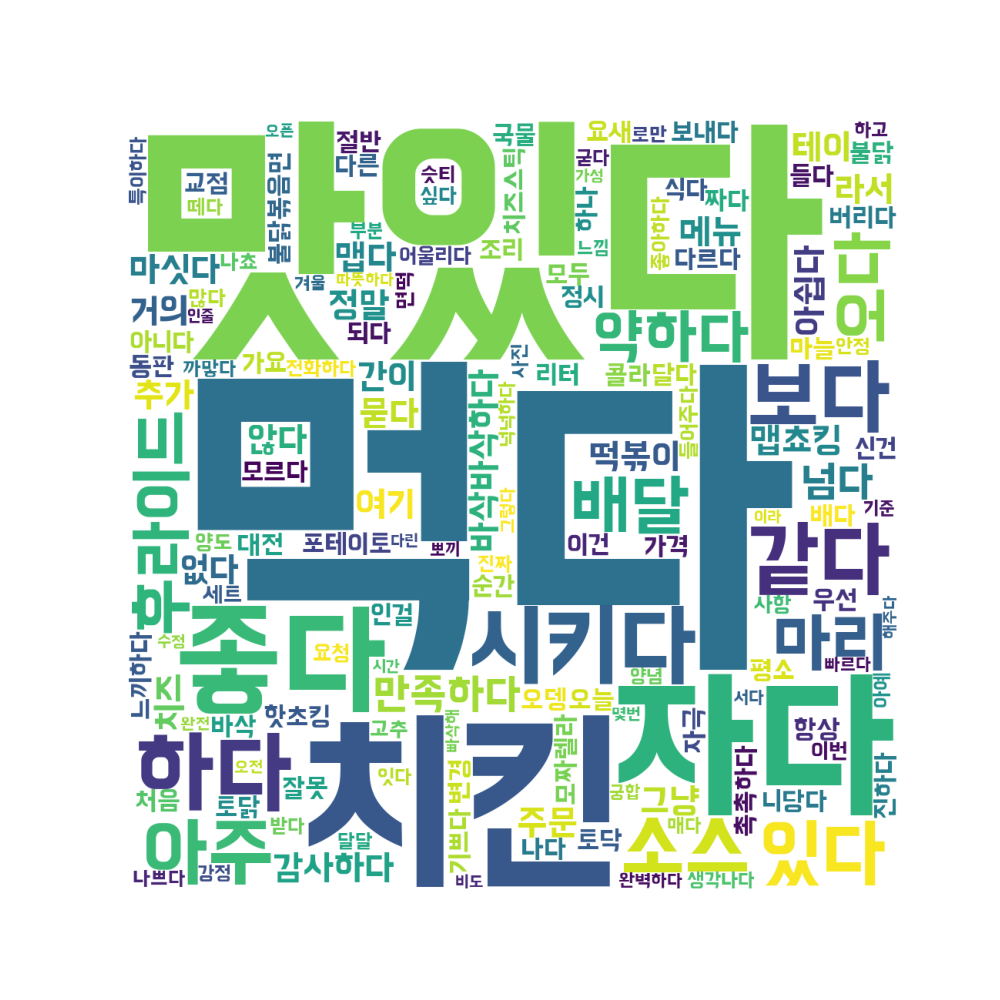 맛있다
먹다
치킨
자다
좋다
시키다
하다
아주
소스
있다
마리
같다
보다
배달
후라이드
약하다
오다
특이하다
오픈
절반
다른
국물
요새
로만
보내다
테이
하고
불닭
들다
라서
버리다
교점
떼다
불닭볶음면
슛티
싶다
치즈스틱
굳다
가성
하나
식다
짜다
메뉴
좋아하다
다르다
부분
맵다
어울리다
조리
느낌
마싯다
나쵸
따뜻하다
면빡
모두
정시
아쉽다
거의
많다
인줄
겨울
정말
되다
아니다
마늘
안정
동판
까맣다
가요
전화하다
사진
리터
콜라
달다
추가
간이
묻다
바삭바삭하다
넉넉하다
들어주다
떡볶이
맵쵸킹
신건
않다
모르다
넘다
여기
그렇다
배다
기준
이라
양도
대전
포테이토
다린
뽀끼
진짜
이건
가격
없다
세트
순간
인걸
사항
우선
해주다
느끼하다
수정
요청
시간
양념
평소
빠르다
치즈
완전
바삭
핫쵸킹
만족하다
오뎅
오늘
몇번
자극
서다
항상
이번
아예
고추
바삭해
모짜렐라
오전
잇다
처음
토닭
잘못
기쁘다
변경
궁합
그냥
촉촉하다
니당다
진하다
받다
달달
주문
매다
나다
토닥
나쁘다
강정
감사하다
비도
완벽하다
생각나다